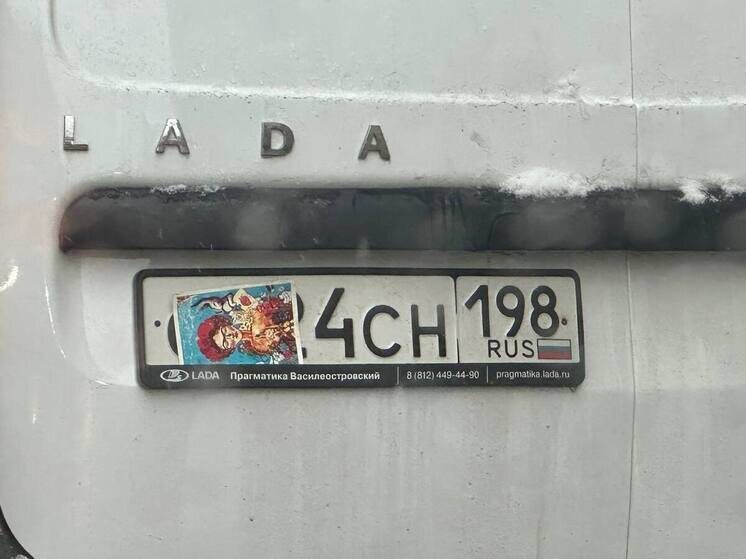 LADA
4СН 198
RUS
LADA Прагматика Василеостровский 8 (812) 449-44-90 pragmatika.lada.ru